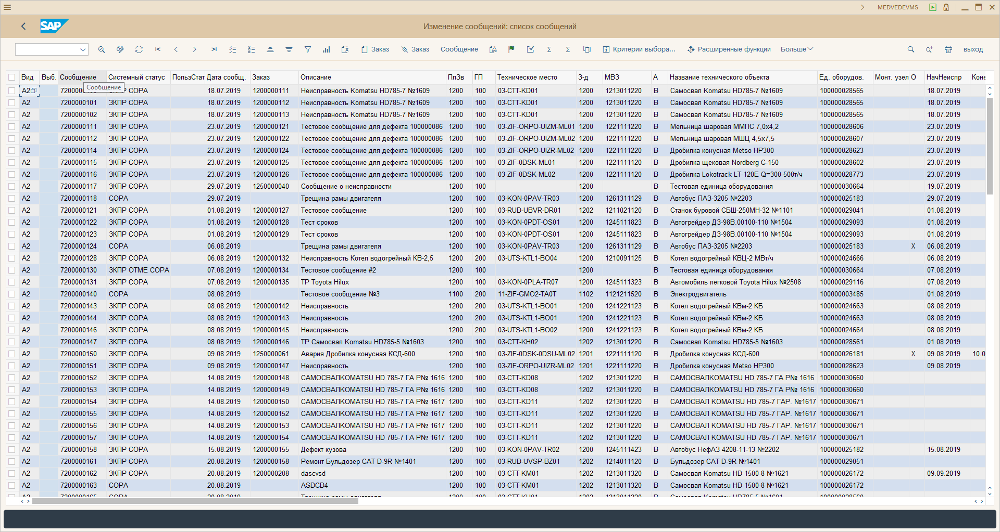 MEDVEDEVMS
SAP Изменение сообщений: список сообщений
Заказ Заказ Сообщение Критерии выбора... Расширенные функции Больше выход
Вид Выб. Сообщение Системный статус ПользСтат Дата сообщ. Заказ Описание ПлЗв ГП Техническое место З-д МВЗ A Название технического объекта Ед. оборудов. Монт. узел О НачНеиспр Коне
Сообщение
A2 7200000 ЗКПР СОРА 18.07.2019 1200000111 Неисправность Komatsu HD785-7 №1609 1200 100 03-CTT-KD01 1200 1213011220 B Самосвал Komatsu HD785-7 №1609 100000028565 18.07.2019
A2 7200000101 ЗКПР СОРА 18.07.2019 1200000112 Неисправность Komatsu HD785-7 №1609 1200 100 03-CTT-KD01 1200 1213011220 B Самосвал Komatsu HD785-7 №1609 100000028565 18.07.2019
A2 7200000102 ЗКПР СОРА 18.07.2019 1200000113 Неисправность Komatsu HD785-7 №1609 1200 100 03-CTT-KD01 1200 1213011220 B Самосвал Komatsu HD785-7 №1609 100000028565 18.07.2019
A2 7200000111 ЗКПР СОРА 23.07.2019 1200000121 Тестовое сообщение для дефекта 100000086 1200 100 03-ZIF-ORPO-UIZM-ML01 1200 1221111220 B Мельница шаровая ММПС 7,0х4,2 100000028606 23.07.2019
A2 7200000112 ЗКПР СОРА 23.07.2019 1200000122 Тестовое сообщение для дефекта 100000086 1200 100 03-ZIF-ORPO-UIZM-ML02 1200 1221111220 B Мельница шаровая МШЦ 4,5х7,5 100000028607 23.07.2019
A2 7200000114 ЗКПР СОРА 23.07.2019 1200000124 Тестовое сообщение для дефекта 100000086 1200 100 03-ZIF-ORPO-UIZR-ML02 1200 1221111220 B Дробилка конусная Metso HP300 100000028623 23.07.2019
A2 7200000115 ЗКПР СОРА 23.07.2019 1200000125 Тестовое сообщение для дефекта 100000086 1200 100 03-ZIF-0DSK-ML01 1200 1221111120 B Дробилка щековая Nordberg C-150 100000028602 23.07.2019
A2 7200000116 ЗКПР СОРА 23.07.2019 1200000126 Тестовое сообщение для дефекта 100000086 1200 100 03-ZIF-0DSK-ML02 1200 1221111120 B Дробилка Lokotrack LT-120E Q=300-500т/ч 100000028773 23.07.2019
A2 7200000117 ЗКПР СОРА 29.07.2019 1250000040 Сообщение о неисправности 1200 100 1200 B Тестовая единица оборудования 100000030664 19.07.2019
A2 7200000118 СОРА 29.07.2019 Трещина рамы двигателя 1200 100 03-KON-0PAV-TR03 1200 1261311129 B Автобус ПАЗ-3205 №2203 100000025183 29.07.2019
A2 7200000121 ЗКПР СОРА 01.08.2019 1200000127 Тестовое сообщение 1200 100 03-RUD-UBVR-DR01 1202 1211021120 B Станок буровой СБШ-250МН-32 №1101 100000029041 01.08.2019
A2 7200000122 ЗКПР СОРА 01.08.2019 1200000128 Тест сроков 1200 100 03-KON-0PDT-OS01 1200 1245111823 B Автогрейдер ДЗ-98В.00100-110 №1504 100000029093 01.08.2019
A2 7200000123 ЗКПР СОРА 01.08.2019 1200000129 Тест сроков 1200 100 03-KON-0PDT-OS01 1200 1245111823 B Автогрейдер ДЗ-98В.00100-110 №1504 100000029093 01.08.2019
A2 7200000124 СОРА 06.08.2019 Трещина рамы двигателя 1200 100 03-KON-0PAV-TR03 1200 1261311129 B Автобус ПАЗ-3205 №2203 100000025183 X 06.08.2019
A2 7200000128 ЗКПР СОРА 06.08.2019 1200000132 Неисправность Котел водогрейный КВ-2,5 1200 200 03-UTS-KTL1-BO04 1200 1210091125 B Котел водогрейный КВЦ-2 МВт/ч 100000024666 06.08.2019
A2 7200000130 ЗКПР ОТМЕ СОРА 07.08.2019 1200000134 Тестовое сообщение #2 1200 100 1200 B Тестовая единица оборудования 100000030664 07.08.2019
A2 7200000131 ЗКПР СОРА 07.08.2019 1200000135 ТР Toyota Hilux 1200 100 03-KON-0PLA-TR07 1200 1245111323 B Автомобиль легковой Toyota Hilux №2508 100000029116 07.08.2019
A2 7200000140 СОРА 08.08.2019 Тестовое сообщение №3 1100 200 11-ZIF-GMO2-TA0T 1102 1121211520 B Электродвигатель 100000003485 01.08.2019
A2 7200000143 ЗКПР СОРА 08.08.2019 1200000142 Неисправность 1200 200 03-UTS-KTL1-BO01 1200 1241221123 B Котел водогрейный КВм-2 КБ 100000024663 08.08.2019
A2 7200000144 ЗКПР СОРА 08.08.2019 1200000143 Неисправность 1200 200 03-UTS-KTL1-BO01 1200 1241221123 B Котел водогрейный КВм-2 КБ 100000024663 08.08.2019
A2 7200000146 ЗКПР СОРА 08.08.2019 1200000145 Неисправность 1200 200 03-UTS-KTL1-BO02 1200 1241221123 B Котел водогрейный КВм-2 КБ 100000024664 08.08.2019
A2 7200000147 ЗКПР СОРА 08.08.2019 1200000146 ТР Самосвал Komatsu HD785-5 №1603 1200 100 03-CTT-KH02 1202 1213011220 B Самосвал Komatsu HD785-5 №1603 100000028561 01.08.2019
A2 7200000150 ЗКПР СОРА 09.08.2019 1250000061 Авария Дробилка конусная КСД-600 1200 100 03-ZIF-0DSK-0DSU-ML02 1201 1221111120 B Дробилка конусная КСД-600 100000026181 X 09.08.2019 10.0
A2 7200000151 ЗКПР СОРА 09.08.2019 1200000147 Неисправность 1200 100 03-ZIF-ORPO-UIZR-ML02 1201 1221111220 B Дробилка конусная Metso HP300 100000028623 09.08.2019
A2 7200000152 ЗКПР СОРА 14.08.2019 1200000148 САМОСВАЛKOMATSU HD 785-7 ГА Р№ 1616 1200 100 03-CTT-KD08 1202 1213011220 B САМОСВАЛKOMATSU HD 785-7 ГА Р№ 1616 100000030660
A2 7200000153 ЗКПР СОРА 14.08.2019 1200000149 САМОСВАЛKOMATSU HD 785-7 ГА Р№ 1616 1200 100 03-CTT-KD08 1202 1213011220 B САМОСВАЛKOMATSU HD 785-7 ГА Р№ 1616 100000030660
A2 7200000154 ЗКПР СОРА 14.08.2019 1200000150 САМОСВАЛKOMATSU HD 785-7 ГА Р№ 1617 1200 100 03-CTT-KD11 1202 1213011220 B САМОСВАЛ KOMATSU HD 785-7 ГАР. №1617 100000030671
A2 7200000155 ЗКПР СОРА 14.08.2019 1200000152 САМОСВАЛKOMATSU HD 785-7 ГА Р№ 1617 1200 100 03-CTT-KD11 1202 1213011220 B САМОСВАЛ KOMATSU HD 785-7 ГАР. №1617 100000030671
A2 7200000156 ЗКПР СОРА 14.08.2019 1200000153 САМОСВАЛKOMATSU HD 785-7 ГА Р№ 1617 1200 100 03-CTT-KD11 1202 1213011220 B САМОСВАЛ KOMATSU HD 785-7 ГАР. №1617 100000030671
A2 7200000157 ЗКПР СОРА 14.08.2019 1200000154 САМОСВАЛKOMATSU HD 785-7 ГА Р№ 1617 1200 100 03-CTT-KD11 1202 1213011220 B САМОСВАЛ KOMATSU HD 785-7 ГАР. №1617 100000030671
A2 7200000158 ЗКПР СОРА 15.08.2019 1200000155 Дефект кузова 1200 100 03-KON-0PAV-TR02 1200 1245111423 B Автобус НефАЗ 4208-11-13 №2202 100000025182 15.08.2019
A2 7200000161 ЗКПР СОРА 20.08.2019 1200000158 Ремонт Бульдозер CAT D-9R №1401 1200 100 03-RUD-UVSP-BZ01 1202 1214011120 B Бульдозер CAT D-9R №1401 100000029051
A2 7200000162 ЗКПР СОРА 20.08.2019 1200000208 dascvsd 1200 100 03-CTT-KM01 1202 1213011320 B Самосвал Komatsu HD 1500-8 №1621 100000026172 09.09.2019
A2 7200000163 СОРА 20.08.2019 ASDCD4 1200 100 03-CTT-KM01 1202 1213011320 B Самосвал Komatsu HD 1500-8 №1621 100000026172